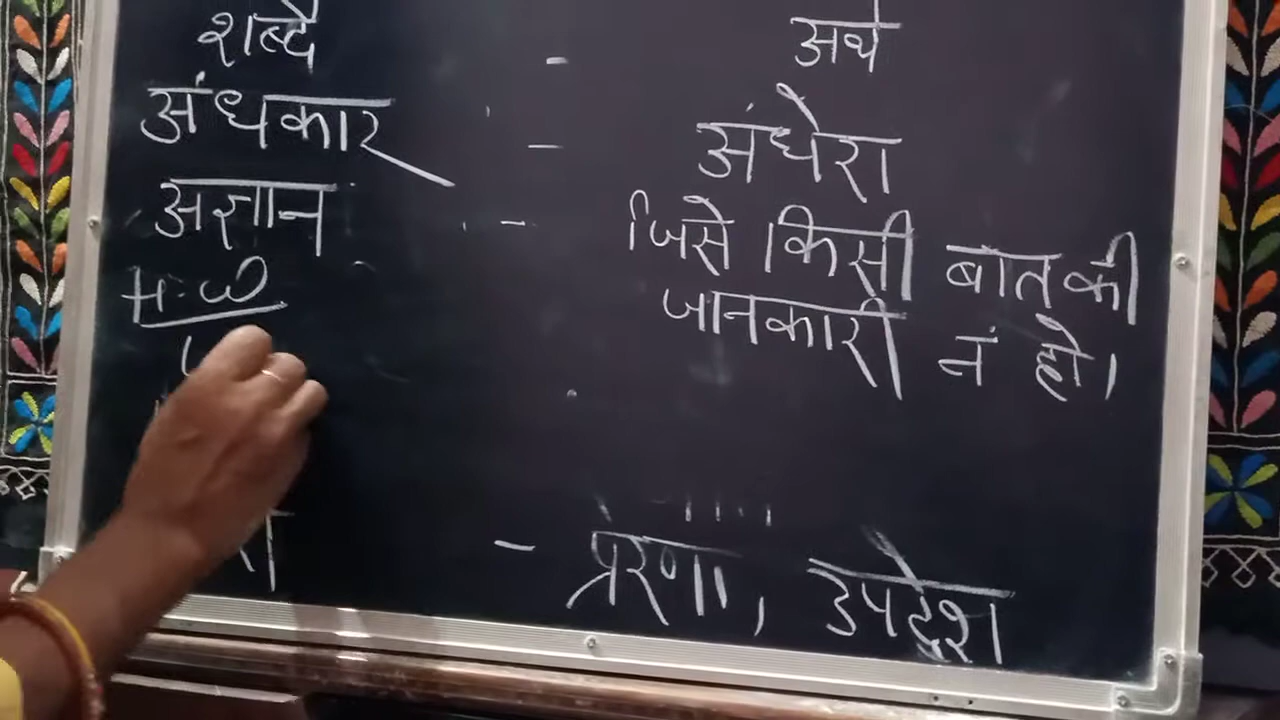 शब्द - अर्थ
अंधकार - अंधेरा
अज्ञान - जिसे किसी बात की
जानकारी नं हो।
H.W
- प्रेरणा, उपदेश